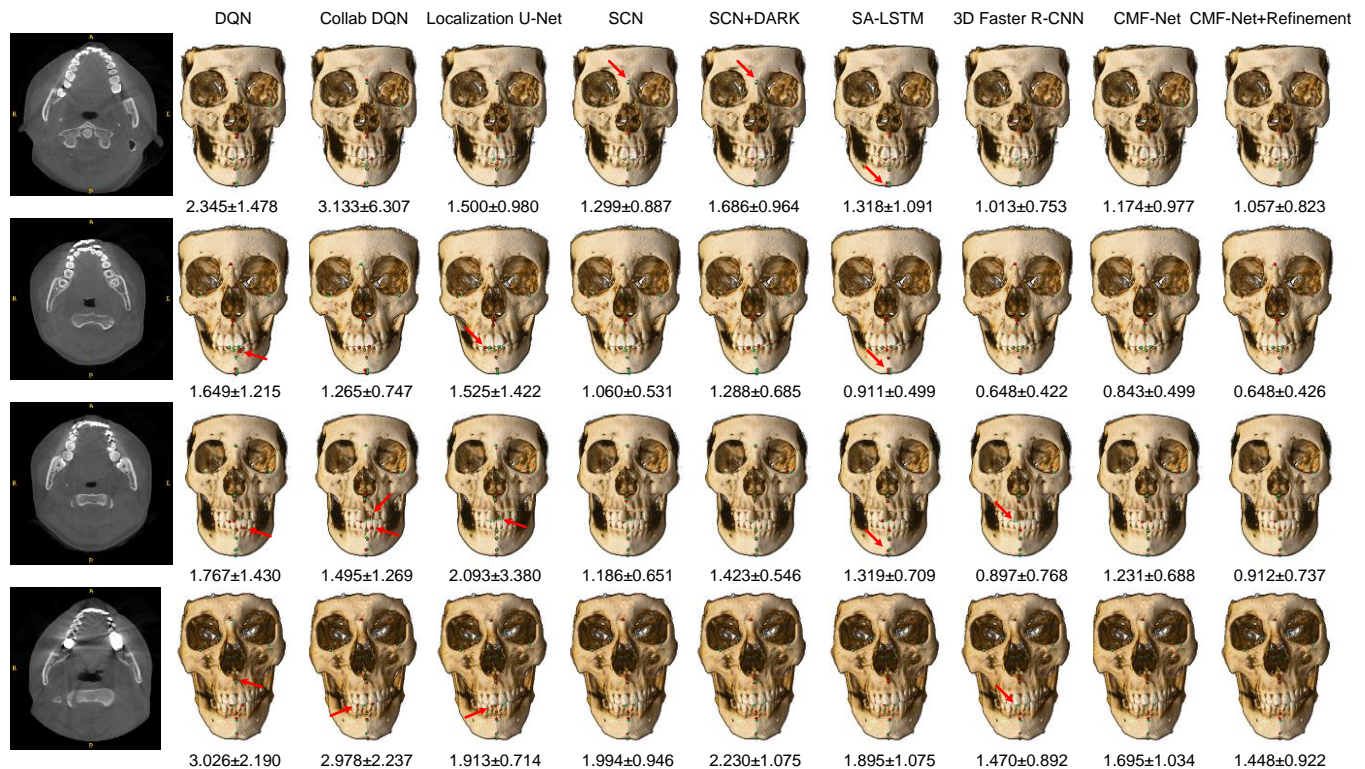 DQN Collab DQN Localization U-Net SCN SCN+DARK SA-LSTM 3D Faster R-CNN CMF-Net CMF-Net+Refinement
A
R L
P
2.345±1.478 3.133±6.307 1.500±0.980 1.299±0.887 1.686±0.964 1.318±1.091 1.013±0.753 1.174±0.977 1.057±0.823
A
R L
P
1.649±1.215 1.265±0.747 1.525±1.422 1.060±0.531 1.288±0.685 0.911±0.499 0.648±0.422 0.843±0.499 0.648±0.426
A
R L
P
1.767±1.430 1.495±1.269 2.093±3.380 1.186±0.651 1.423±0.546 1.319±0.709 0.897±0.768 1.231±0.688 0.912±0.737
A
R L
P
3.026±2.190 2.978±2.237 1.913±0.714 1.994±0.946 2.230±1.075 1.895±1.075 1.470±0.892 1.695±1.034 1.448±0.922